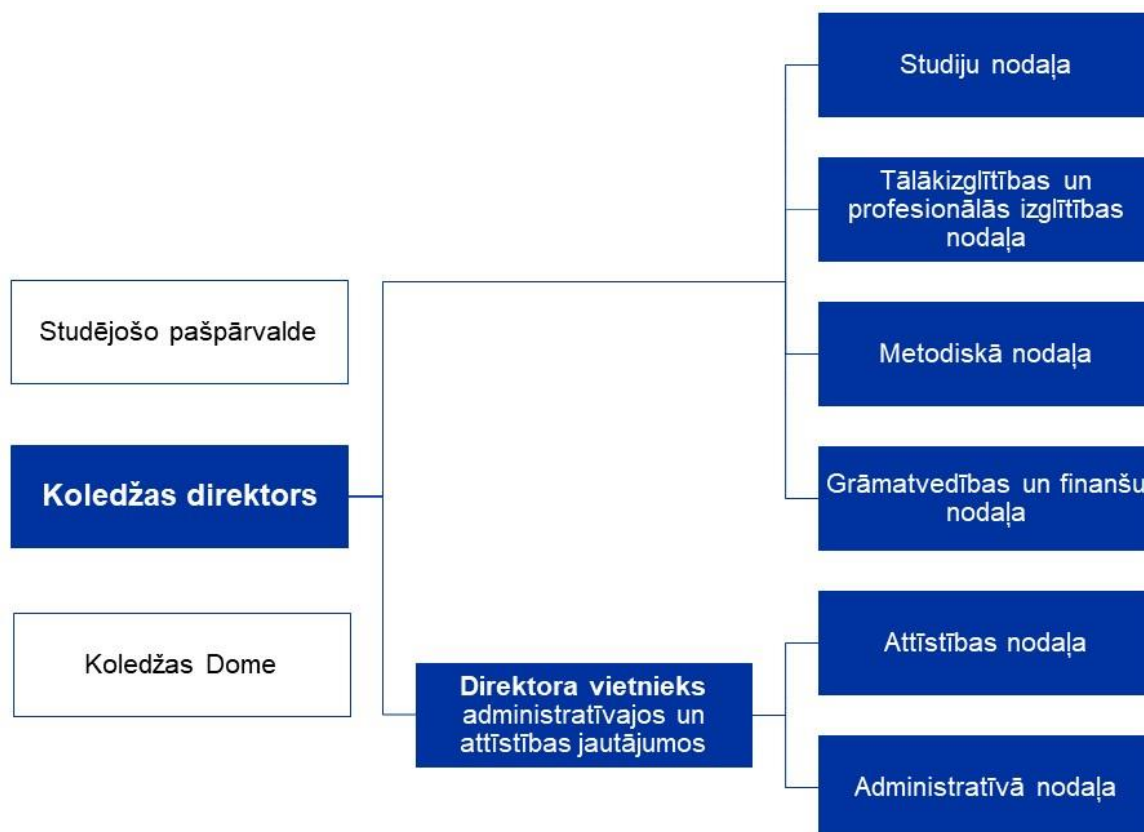 Studiju nodaļa
Tālākizglītības un
profesionālās izglītības
nodaļa
Studējošo pašpārvalde
Metodiskā nodaļa
Koledžas direktors
Grāmatvedības un finanšu
nodaļa
Koledžas Dome
Direktora vietnieks
administratīvajos un
attīstības jautājumos
Attīstības nodaļa
Administratīvā nodaļa